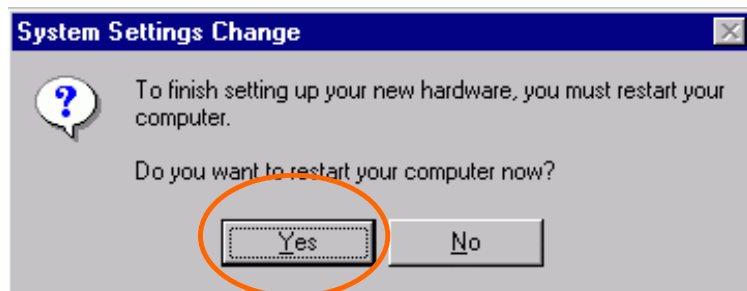 System Settings Change
To finish setting up your new hardware, you must restart your
computer.
Do you want to restart your computer now?
Yes No